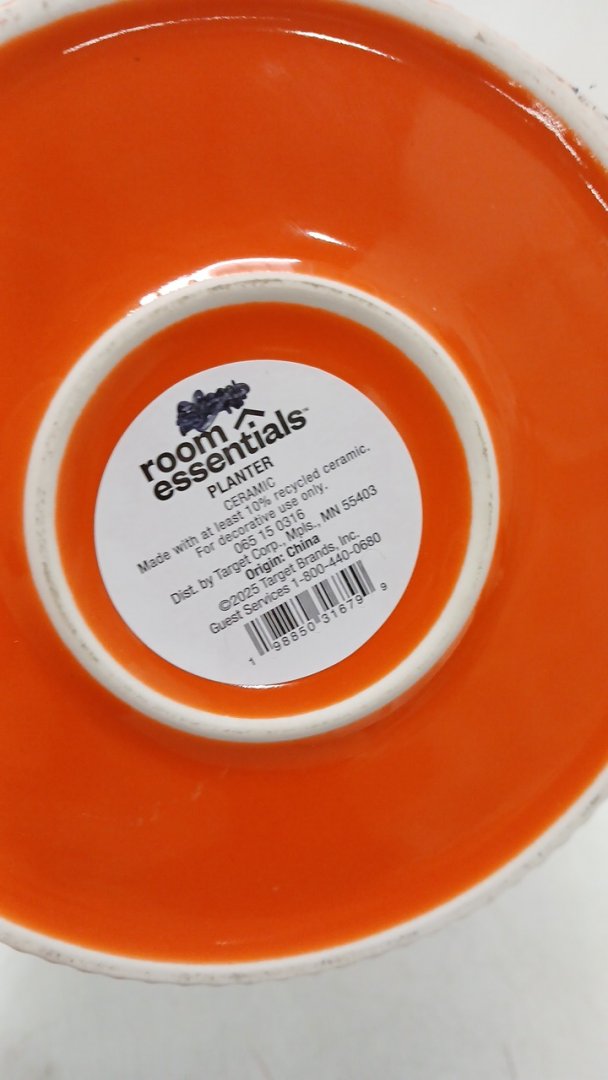 room
essentials™
PLANTER
CERAMIC
Made with at least 10% recycled ceramic.
For decorative use only.
065 15 0316
Dist. by Target Corp., Mpls., MN 55403
Origin: China
©2025 Target Brands, Inc.
Guest Services 1-800-440-0680
1 98850 31679 9